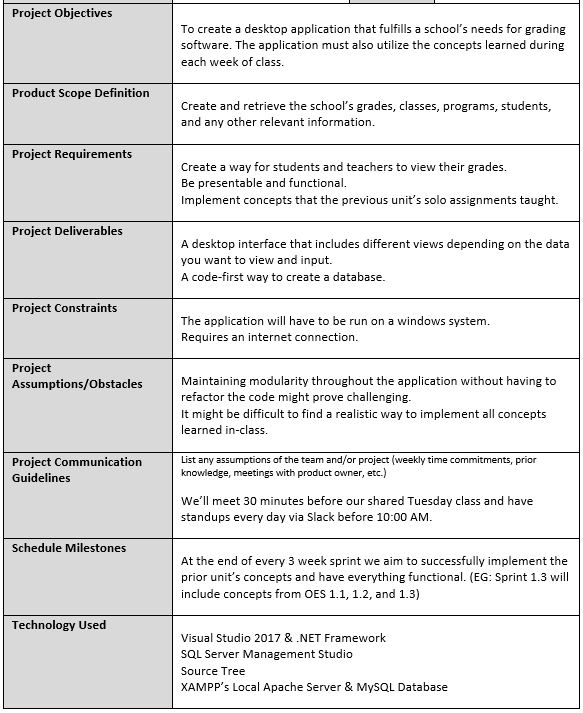 Project Objectives
To create a desktop application that fulfills a school's needs for grading
software. The application must also utilize the concepts learned during
each week of class.
Product Scope Definition
Create and retrieve the school's grades, classes, programs, students,
and any other relevant information.
Project Requirements
Create a way for students and teachers to view their grades.
Be presentable and functional.
Implement concepts that the previous unit's solo assignments taught.
Project Deliverables
A desktop interface that includes different views depending on the data
you want to view and input.
A code-first way to create a database.
Project Constraints
The application will have to be run on a windows system.
Requires an internet connection.
Project
Assumptions/Obstacles
Maintaining modularity throughout the application without having to
refactor the code might prove challenging.
It might be difficult to find a realistic way to implement all concepts
learned in-class.
Project Communication
Guidelines
List any assumptions of the team and/or project (weekly time commitments, prior
knowledge, meetings with product owner, etc.)
We'll meet 30 minutes before our shared Tuesday class and have
standups every day via Slack before 10:00 AM.
Schedule Milestones
At the end of every 3 week sprint we aim to successfully implement the
prior unit's concepts and have everything functional. (EG: Sprint 1.3 will
include concepts from OES 1.1, 1.2, and 1.3)
Technology Used
Visual Studio 2017 & .NET Framework
SQL Server Management Studio
Source Tree
XAMPP's Local Apache Server & MySQL Database